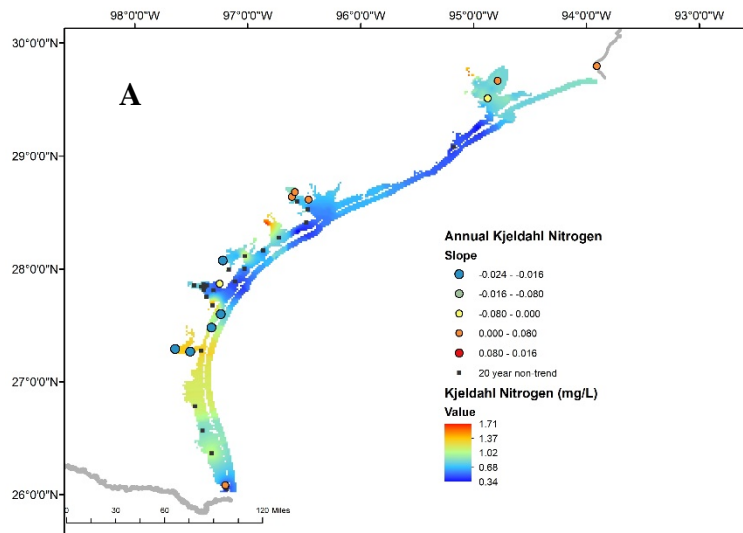 98°0'0"W 97°0'0"W 96°0'0"W 95°0'0"W 94°0'0"W 93°0'0"W
30°0'0"N
A
29°0'0"N
28°0'0"N
27°0'0"N
26°0'0"N
Annual Kjeldahl Nitrogen
Slope
-0.024 - -0.016
-0.016 - -0.080
-0.080 - 0.000
0.000 - 0.080
0.080 - 0.016
20 year non-trend
Kjeldahl Nitrogen (mg/L)
Value
1.71
1.37
1.02
0.68
0.34
0 30 60 120 Miles